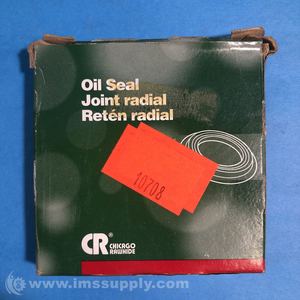 Oil Seal
Joint radial
Retén radial
10708
CR® CHICAGO
RAWHIDE
© www.imssupply.com